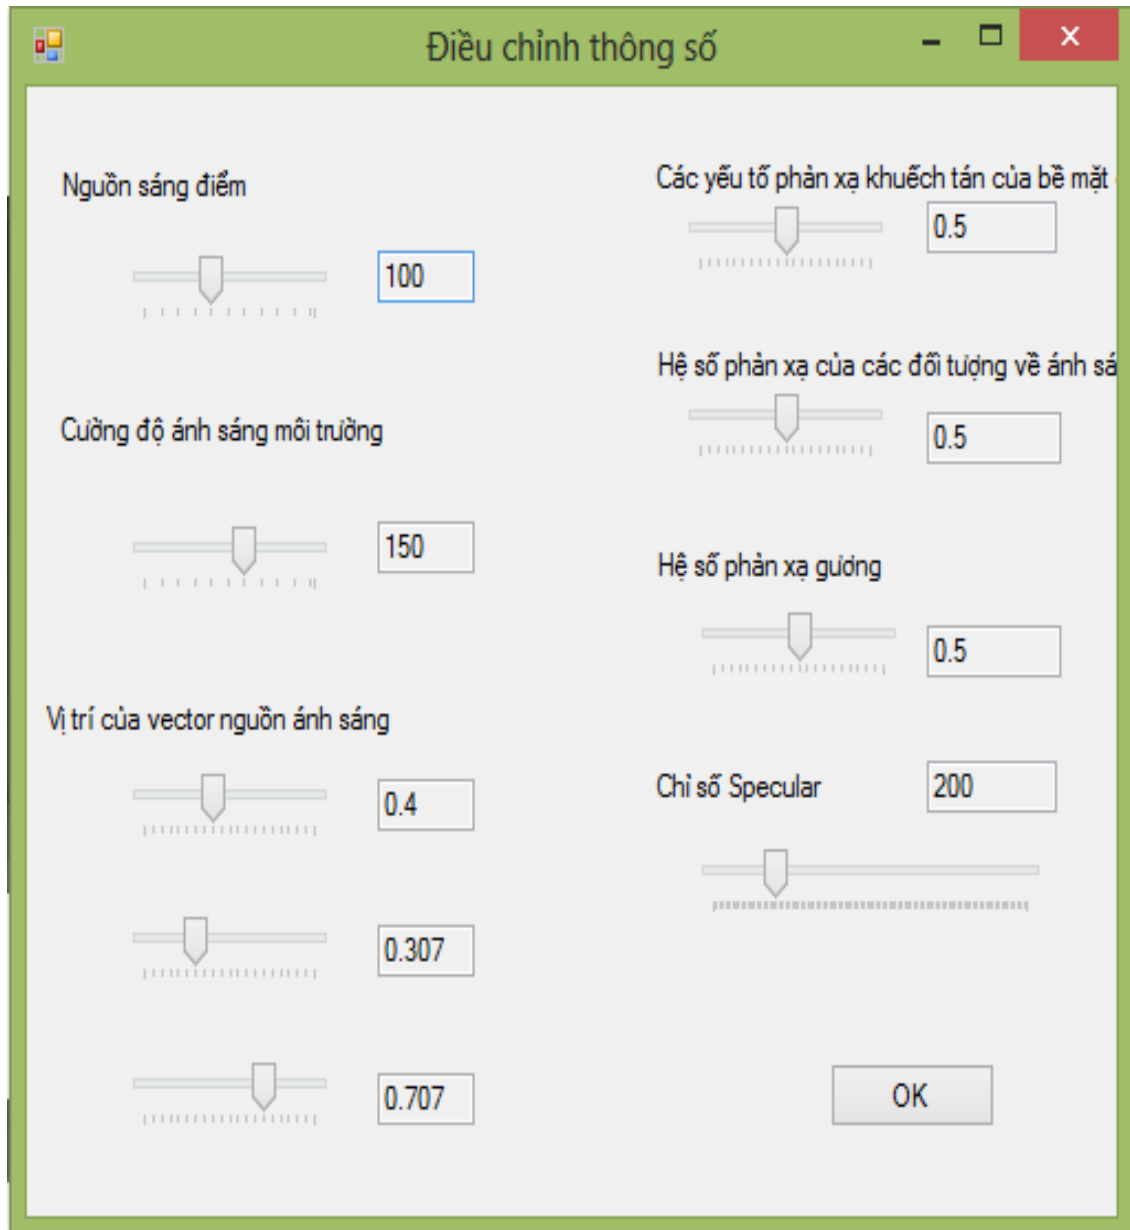 Điều chỉnh thông số
Nguồn sáng điểm
100
Cường độ ánh sáng môi trường
150
Vị trí của vector nguồn ánh sáng
0.4
0.307
0.707
Các yếu tố phản xạ khuếch tán của bề mặt
0.5
Hệ số phản xạ của các đối tượng về ánh sá
0.5
Hệ số phản xạ gương
0.5
Chỉ số Specular
200
OK